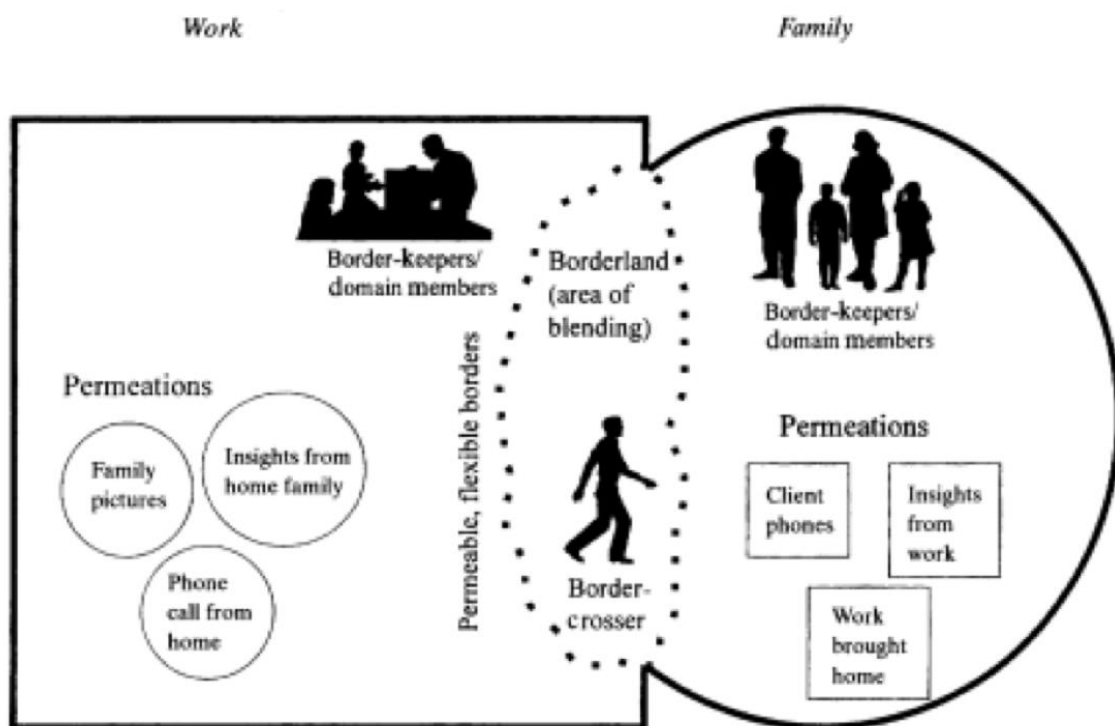 Work
Family
Border-keepers/
domain members
Borderland
(area of
blending)
Border-keepers/
domain members
Permeations
Family
pictures
Insights from
home family
Phone
call from
home
Permeable, flexible borders
Border-
crosser
Permeations
Client
phones
Insights
from
work
Work
brought
home